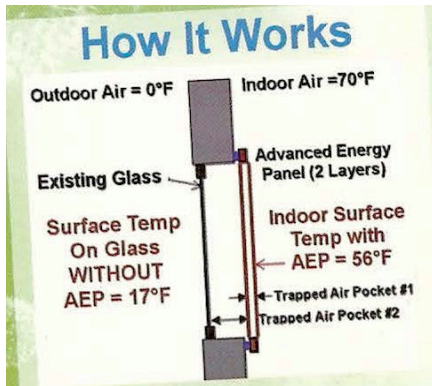 How It Works
Outdoor Air = 0°F
Indoor Air =70°F
Advanced Energy
Panel (2 Layers)
Existing Glass
Surface Temp
On Glass
WITHOUT
AEP = 17°F
Indoor Surface
Temp with
AEP = 56°F
Trapped Air Pocket #1
Trapped Air Pocket #2